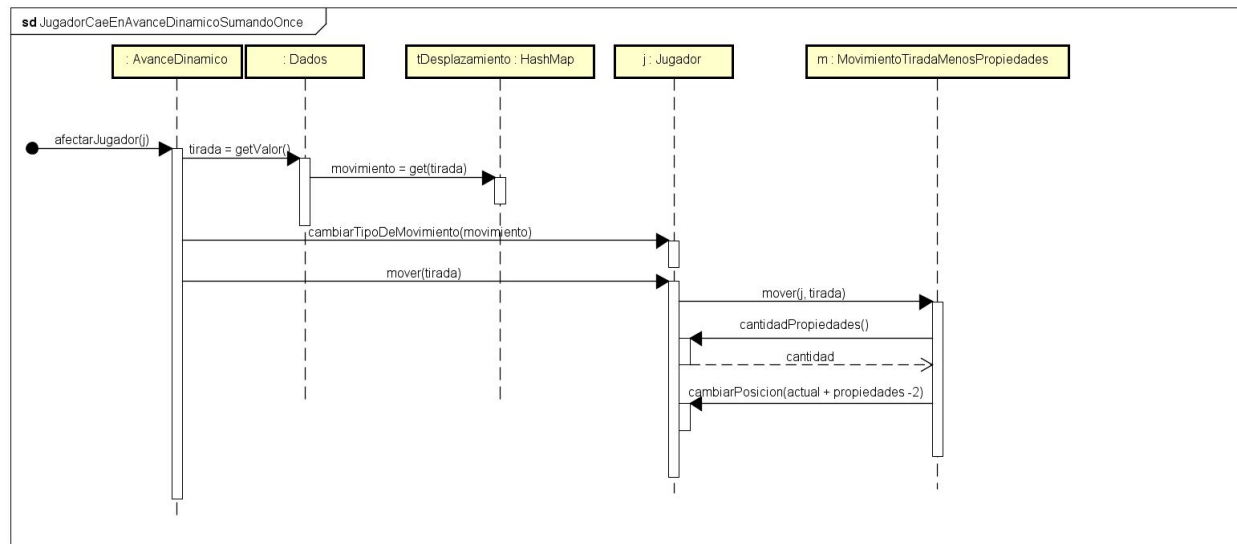 sd JugadorCaeEnAvanceDinamicoSumandoOnce
: AvanceDinamico
: Dados
tDesplazamiento : HashMap
j : Jugador
m : MovimientoTiradaMenosPropiedades
afectarJugador(j)
tirada = getValor()
movimiento = get(tirada)
cambiarTipoDeMovimiento(movimiento)
mover(tirada)
mover(j, tirada)
cantidadPropiedades()
cantidad
cambiarPosicion(actual + propiedades -2)